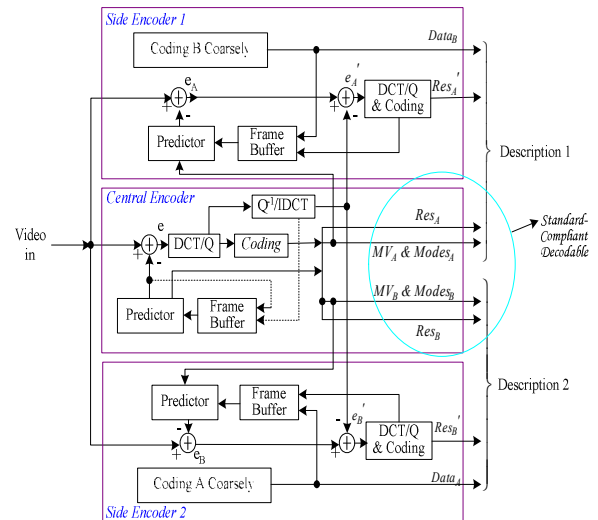 Side Encoder 1
Coding B Coarsely
Data_B
e_A
e_A'
DCT/Q
& Coding
Res_A'
+
-
+
-
Predictor
Frame
Buffer
Description 1
Central Encoder
Q⁻¹/IDCT
Res_A
Standard-
Compliant
Decodable
Video
in
e
+
-
DCT/Q
Coding
MV_A & Modes_A
MV_B & Modes_B
Predictor
Frame
Buffer
Res_B
Description 2
Predictor
Frame
Buffer
e_B'
DCT/Q
& Coding
Res_B'
-
+
e_B
-
+
Coding A Coarsely
Data_A
Side Encoder 2